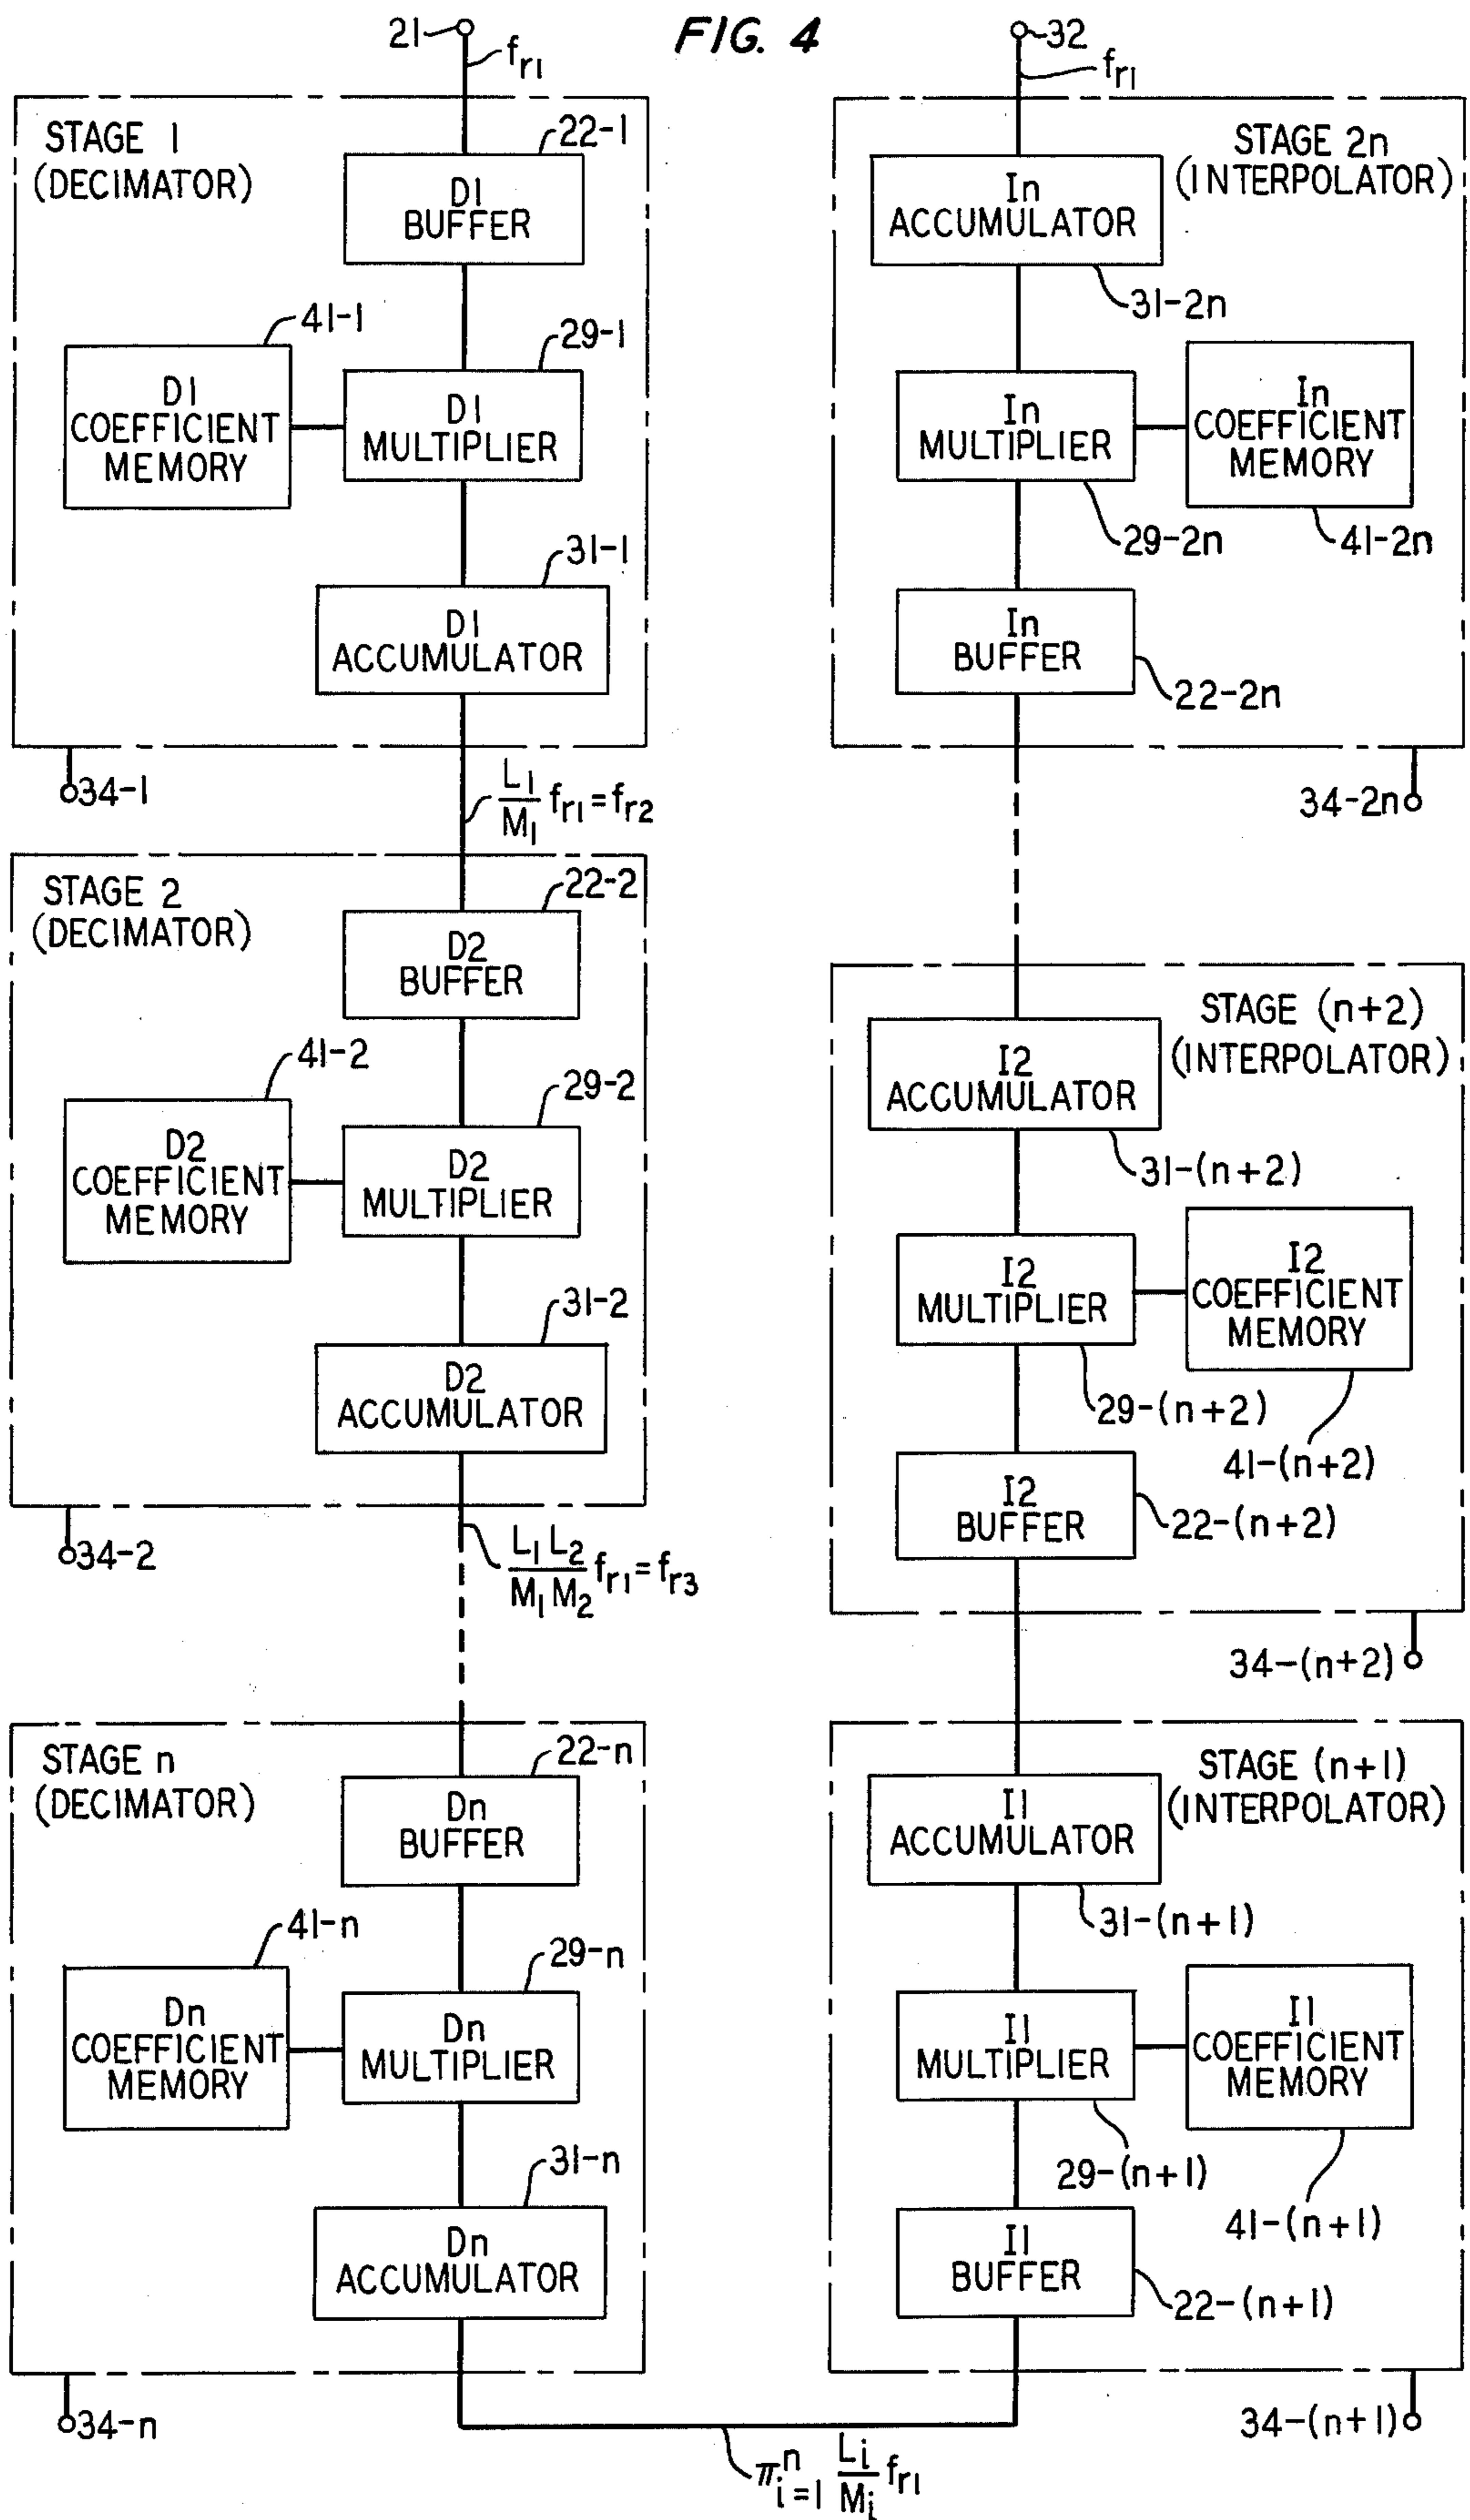 FIG. 4
21
fr1
STAGE 1
(DECIMATOR)
22-1
D1
BUFFER
41-1
D1
COEFFICIENT
MEMORY
29-1
D1
MULTIPLIER
31-1
D1
ACCUMULATOR
34-1
L1/M1 fr1 = fr2
STAGE 2
(DECIMATOR)
22-2
D2
BUFFER
41-2
D2
COEFFICIENT
MEMORY
29-2
D2
MULTIPLIER
31-2
D2
ACCUMULATOR
34-2
L1 L2/M1 M2 fr1 = fr3
STAGE n
(DECIMATOR)
22-n
Dn
BUFFER
41-n
Dn
COEFFICIENT
MEMORY
29-n
Dn
MULTIPLIER
31-n
Dn
ACCUMULATOR
34-n
π n i=1 Li/Mi fr1
32
fr1
STAGE 2n
(INTERPOLATOR)
In
ACCUMULATOR
31-2n
In
MULTIPLIER
In
COEFFICIENT
MEMORY
29-2n
41-2n
In
BUFFER
22-2n
34-2n
STAGE (n+2)
(INTERPOLATOR)
I2
ACCUMULATOR
31-(n+2)
I2
MULTIPLIER
I2
COEFFICIENT
MEMORY
29-(n+2)
41-(n+2)
I2
BUFFER
22-(n+2)
34-(n+2)
STAGE (n+1)
(INTERPOLATOR)
I1
ACCUMULATOR
31-(n+1)
I1
MULTIPLIER
I1
COEFFICIENT
MEMORY
29-(n+1)
41-(n+1)
I1
BUFFER
22-(n+1)
34-(n+1)